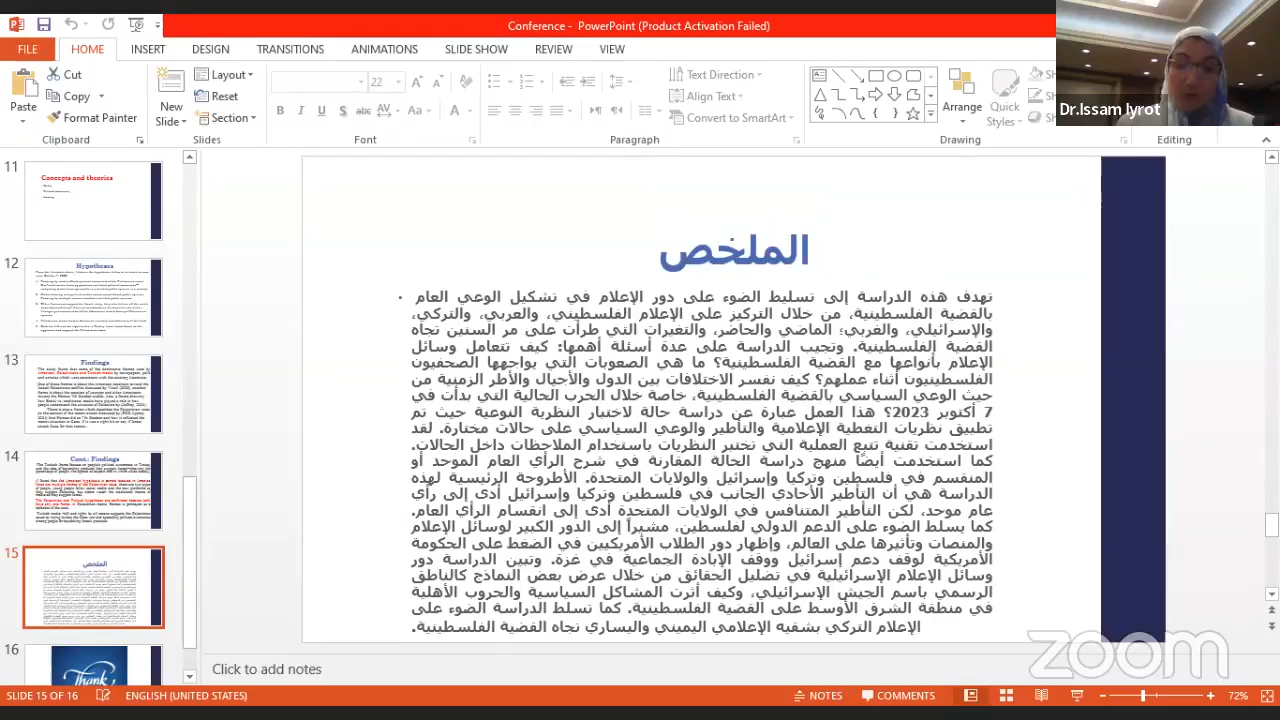 Conference - PowerPoint (Product Activation Failed)
FILE
HOME
INSERT
DESIGN
TRANSITIONS
ANIMATIONS
SLIDE SHOW
REVIEW
VIEW
Dr.Issam Iyrot
Paste
Cut
Copy
Format Painter
Clipboard
New Slide
Layout
Reset
Section
Slides
22
B I U S abc AV Aa A
Font
Text Direction
Align Text
Convert to SmartArt
Paragraph
Arrange
Quick Styles
Drawing
Editing
11
Concepts and theories
12
Hypotheses
13
Findings
14
Cont.: Findings
15
الملخص
16
Thank
الملخص
تهدف هذه الدراسة إلى تسليط الضوء على دور الإعلام في تشكيل الوعي العام
بالقضية الفلسطينية، من خلال التركيز على الإعلام الفلسطيني، والعربي، والتركي،
والإسرائيلي، والغربي؛ الماضي والحاضر، والتغيرات التي طرأت على مر السنين تجاه
القضية الفلسطينية. وتجيب الدراسة على عدة أسئلة أهمها: كيف تتعامل وسائل
الإعلام بأنواعها مع القضية الفلسطينية؟ ما هي الصعوبات التي يواجهها الصحفيون
الفلسطينيون أثناء عملهم؟ كيف نفسر الاختلافات بين الدول والأجيال والأطر الزمنية من
حيث الوعي السياسي بالقضية الفلسطينية، خاصة خلال الحرب الحالية التي بدأت في
7 أكتوبر 2023؟ هذا العمل عبارة عن دراسة حالة لاختبار النظرية النوعية حيث تم
تطبيق نظريات التغطية الإعلامية والتأطير والوعي السياسي على حالات مختارة. لقد
استخدمت تقنية تتبع العملية التي تختبر النظريات باستخدام الملاحظات داخل الحالات.
كما استخدمت أيضًا منهج دراسة الحالة المقارنة في شرح الرأي العام الموحد أو
المنقسم في فلسطين وتركيا وإسرائيل والولايات المتحدة. الأطروحة الرئيسية لهذه
الدراسة هي أن التأطير الأحادي الجانب في فلسطين وتركيا وإسرائيل أدى إلى رأي
عام موحد، لكن التأطير المتنافس في الولايات المتحدة أدى إلى انقسام الرأي العام.
كما يسلط الضوء على الدعم الدولي لفلسطين، مشيراً إلى الدور الكبير لوسائل الإعلام
والمنصات وتأثيرها على العالم، وإظهار دور الطلاب الأمريكيين في الضغط على الحكومة
الأمريكية لوقف دعم إسرائيل ووقف الإبادة الجماعية في غزة. وتبين الدراسة دور
وسائل الإعلام الإسرائيلية في تضليل الحقائق من خلال عرض بعض النماذج كالناطق
الرسمي باسم الجيش الإسرائيلي. وكيف أثرت المشاكل السياسية والحروب الأهلية
في منطقة الشرق الأوسط على القضية الفلسطينية. كما تسلط الدراسة الضوء على
الإعلام التركي بشقيه الإعلامي اليميني واليساري تجاه القضية الفلسطينية.
zoom
Click to add notes
SLIDE 15 OF 16
ENGLISH (UNITED STATES)
NOTES
COMMENTS
72%